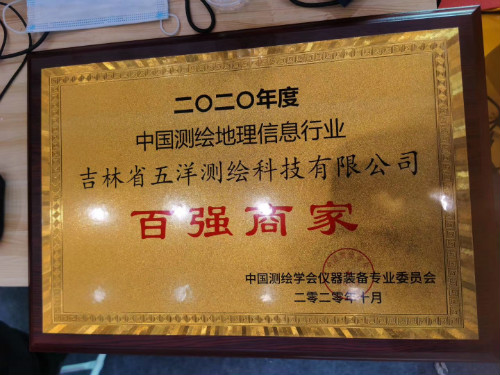 二〇二〇年度
中国测绘地理信息行业
吉林省五洋测绘科技有限公司
百强商家
中国测绘学会仪器装备专业委员会
二零二零年十月